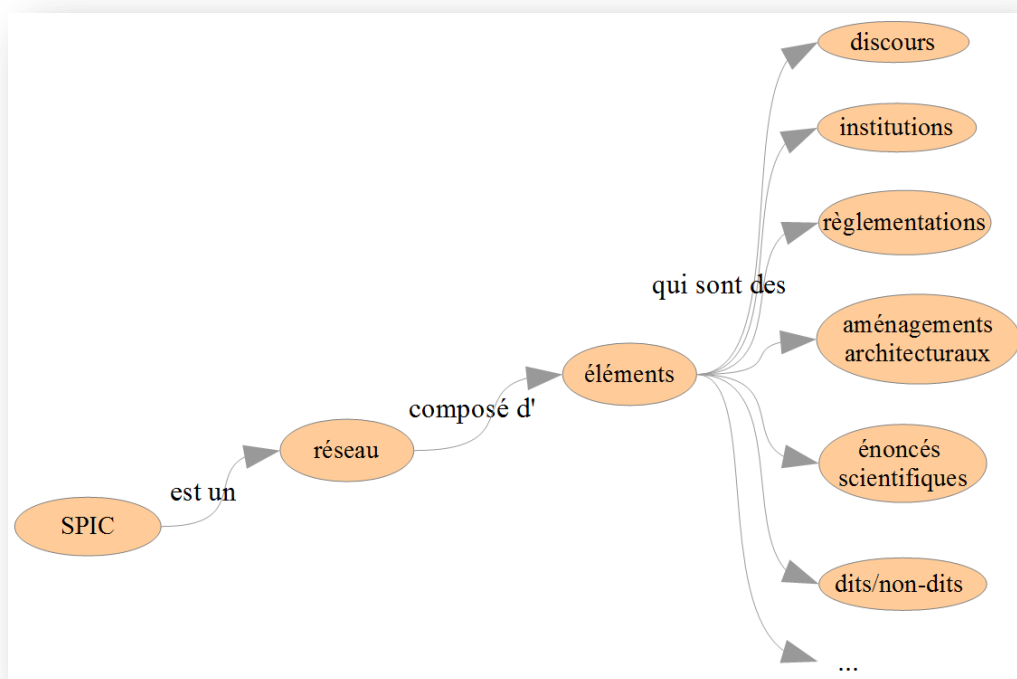 SPIC
est un
réseau
composé d'
éléments
qui sont des
discours
institutions
règlementations
aménagements
architecturaux
énoncés
scientifiques
dits/non-dits
...